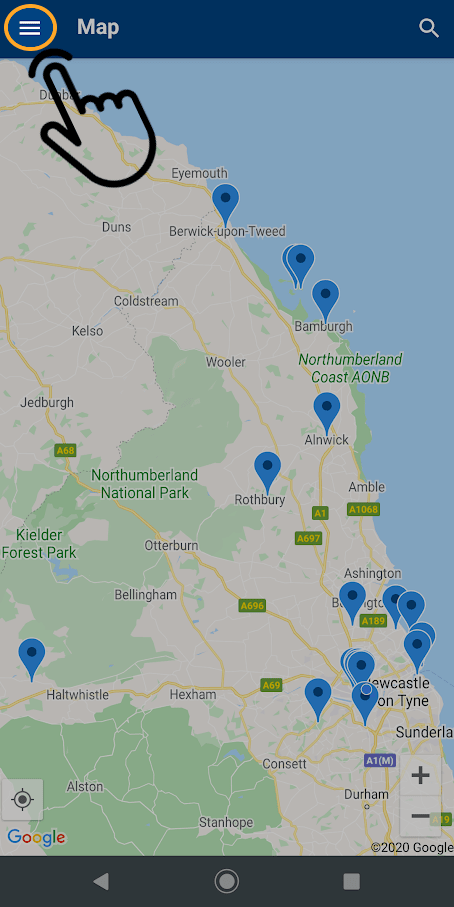 Map
Dunbar
Eyemouth
Duns
Berwick-upon-Tweed
Coldstream
Bamburgh
Kelso
Wooler
Northumberland
Coast AONB
Jedburgh
Alnwick
A68
Northumberland
National Park
Rothbury
Amble
A1
A1068
Kielder
Forest Park
A697
Otterburn
Ashington
Bellingham
A696
A189
Newcastle
upon Tyne
Haltwhistle
Hexham
A69
Sunderla
Consett
A1(M)
Alston
Durham
Stanhope
A19
Google
©2020 Google